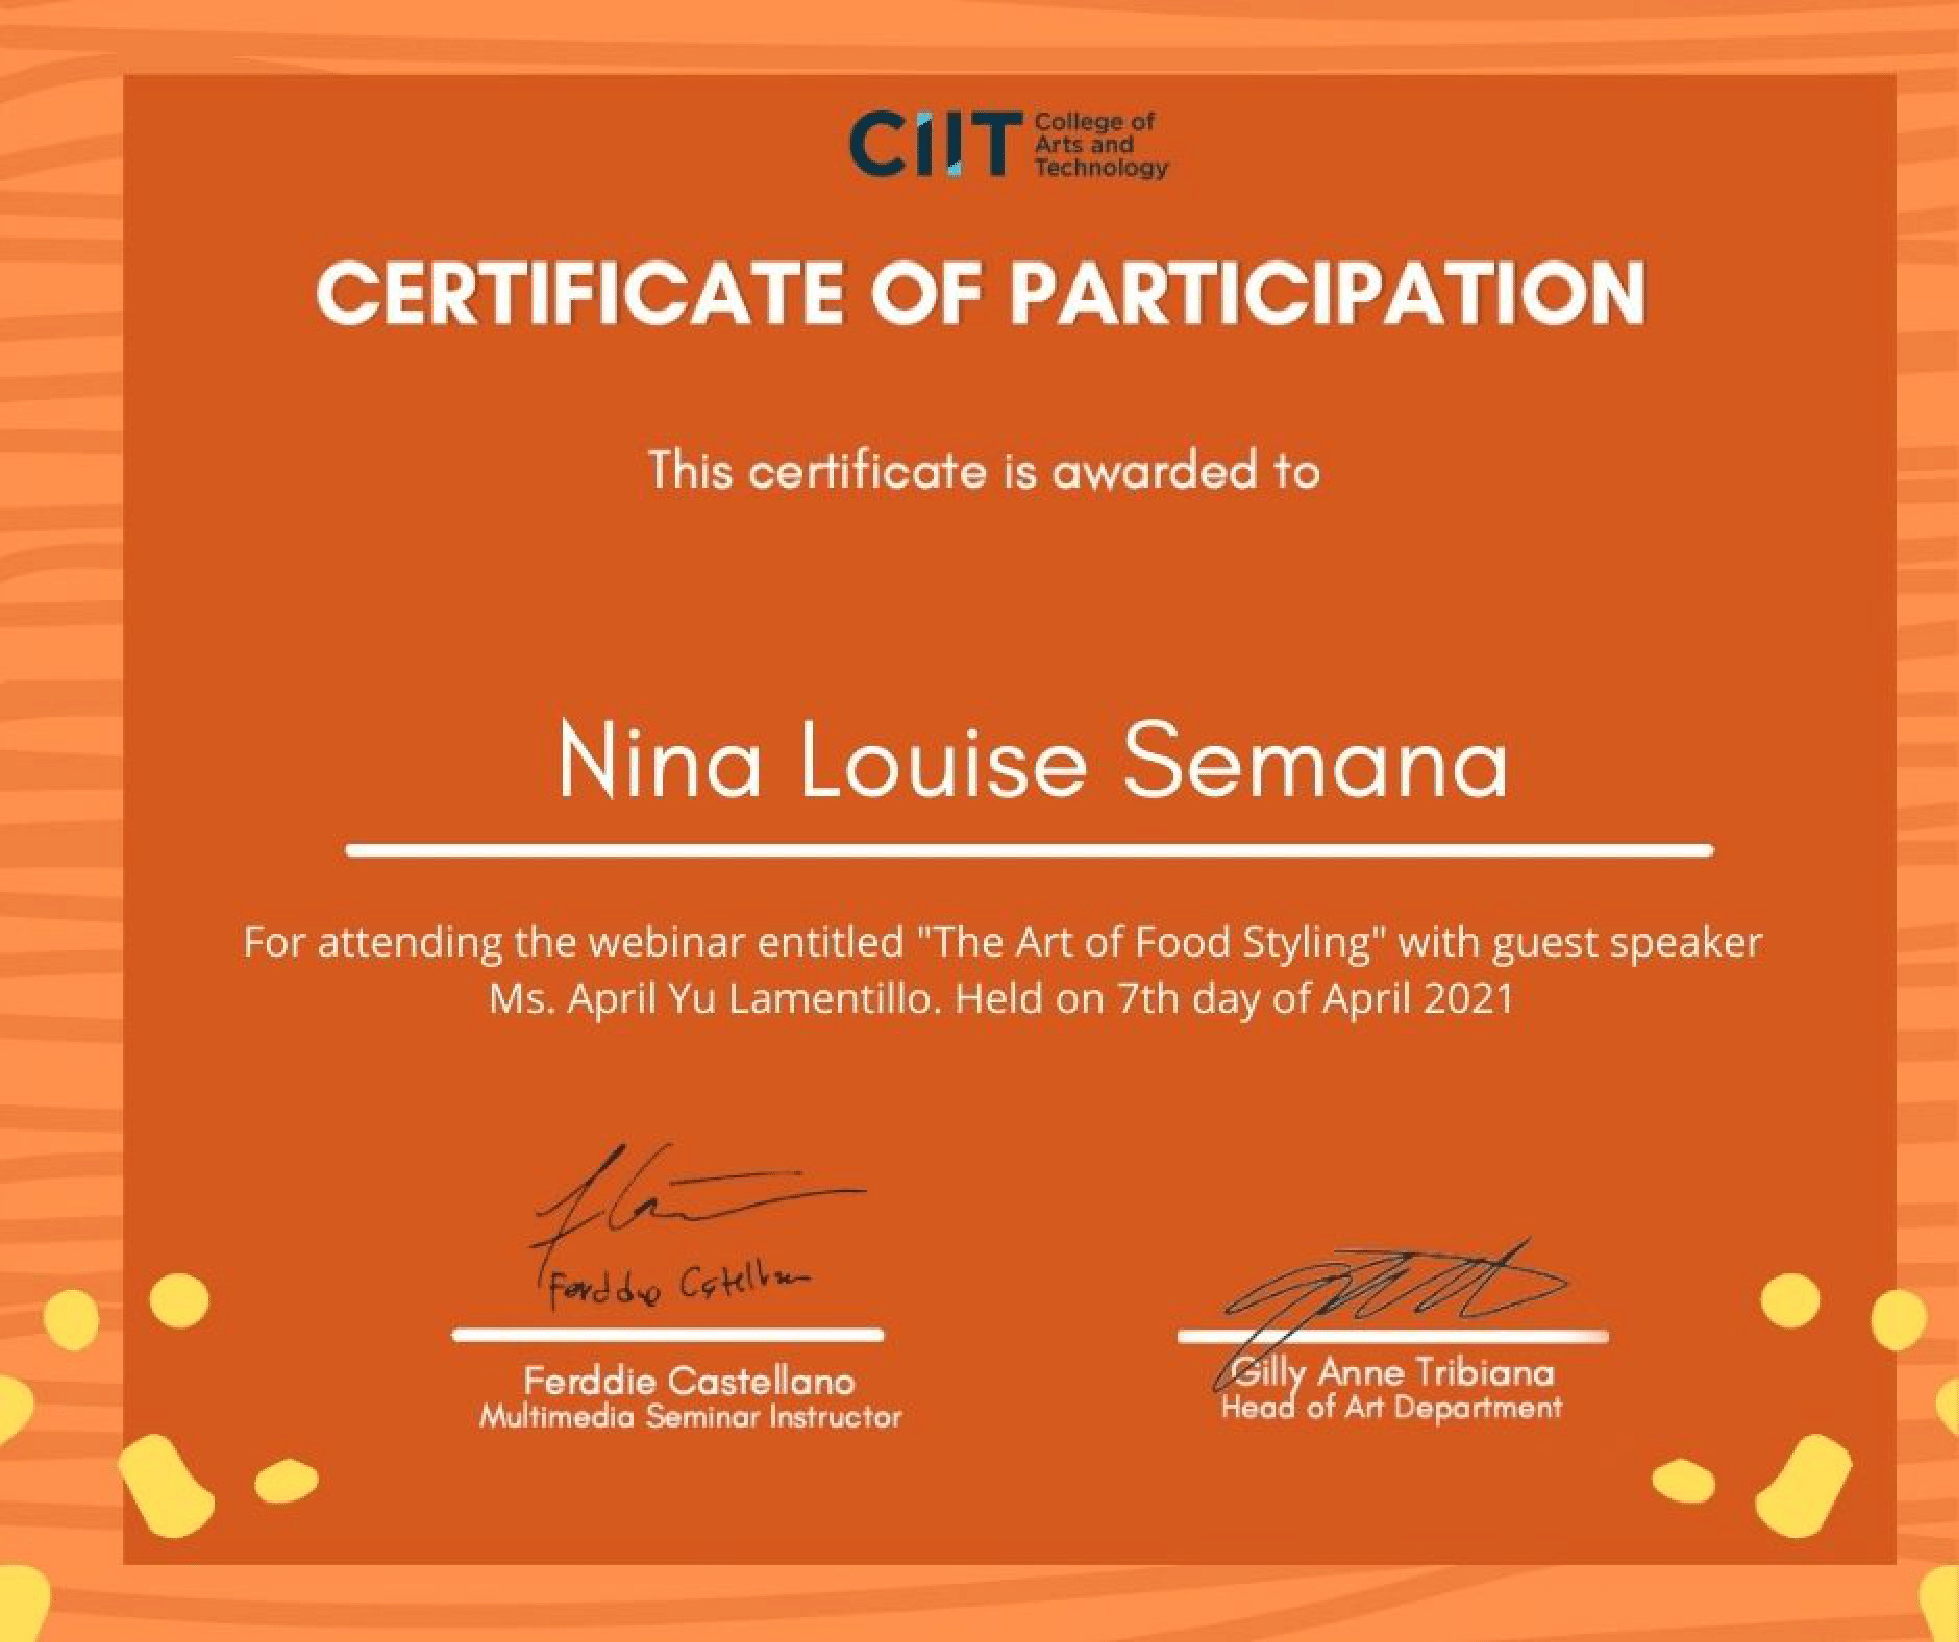 CIIT College of
Arts and
Technology
CERTIFICATE OF PARTICIPATION
This certificate is awarded to
Nina Louise Semana
For attending the webinar entitled "The Art of Food Styling" with guest speaker
Ms. April Yu Lamentillo. Held on 7th day of April 2021
Ferddie Castellano
Ferddie Castellano
Multimedia Seminar Instructor
Gilly Anne Tribiana
Head of Art Department